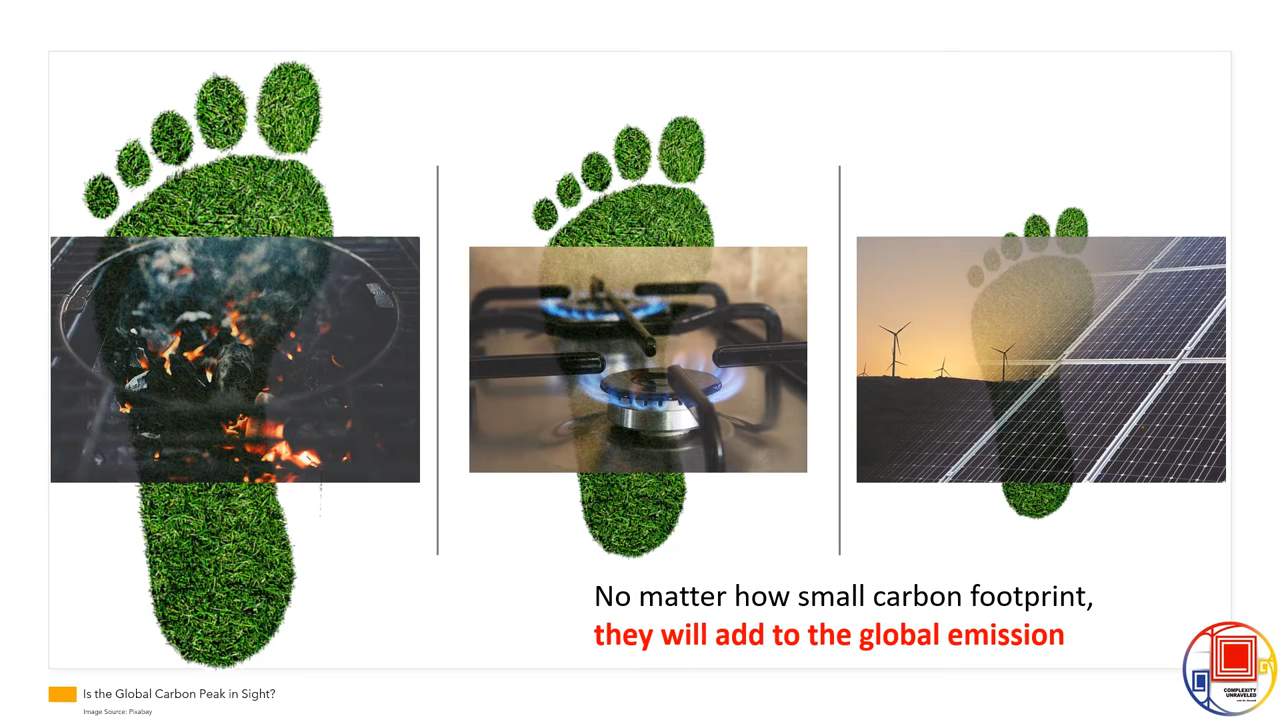 No matter how small carbon footprint,
they will add to the global emission
Is the Global Carbon Peak in Sight?
Image Source: Pixabay
COMPLEXITY
UNRAVELED